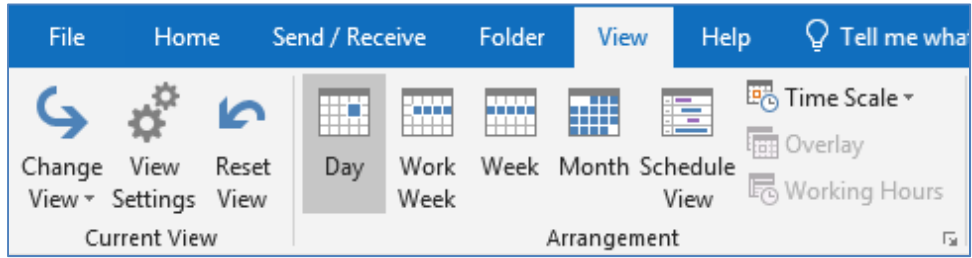 File Home Send / Receive Folder View Help Tell me wha
Change View
View Settings
Reset View
Day
Work Week
Week
Month
Schedule View
Time Scale
Overlay
Working Hours
Current View
Arrangement